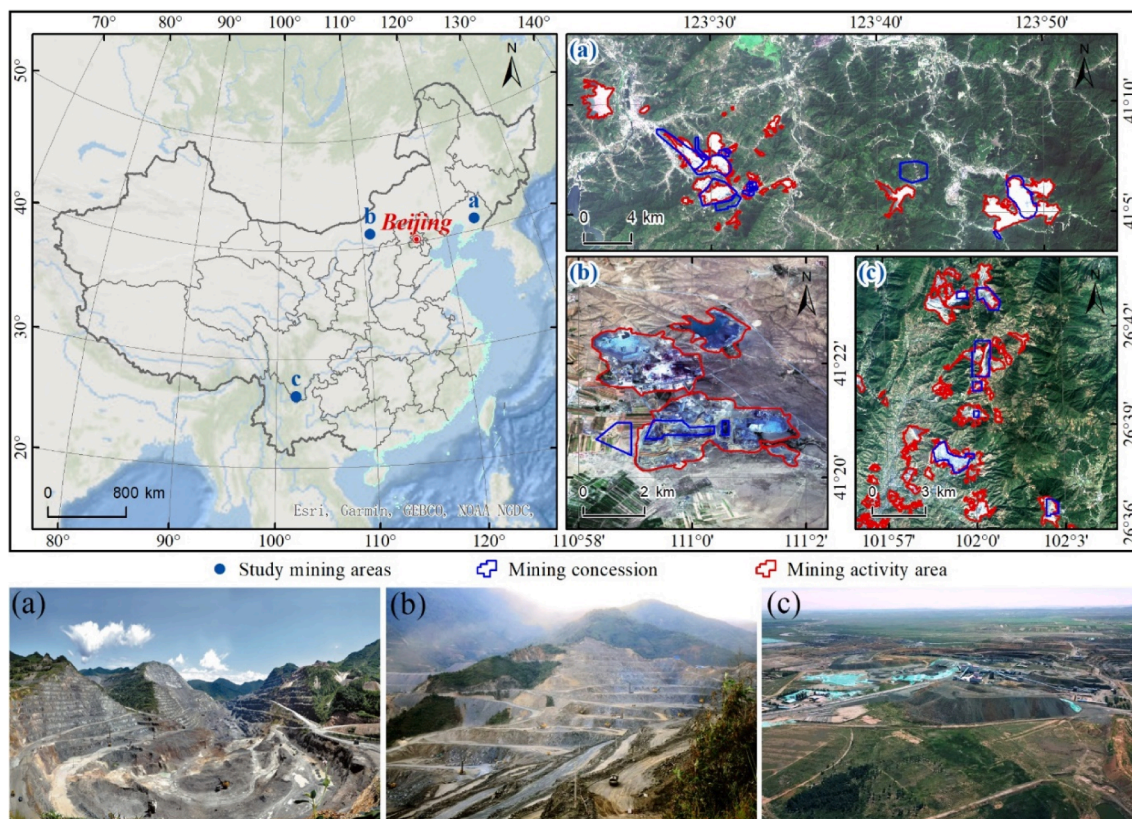 70° 80° 90° 100° 110° 120° 130° 140°
N
50°
40°
30°
20°
a
b
Beijing
c
0 800 km
Esri, Garmin, GEBCO, NOAA NGDC,
80° 90° 100° 110° 120°
123°30' 123°40' 123°50'
(a)
N
41°10'
41°5'
0 4 km
(b)
N
41°22'
41°20'
0 2 km
110°58' 111°0' 111°2'
(c)
N
26°42'
26°39'
26°36'
0 3 km
101°57' 102°0' 102°3'
Study mining areas Mining concession Mining activity area
(a) (b) (c)